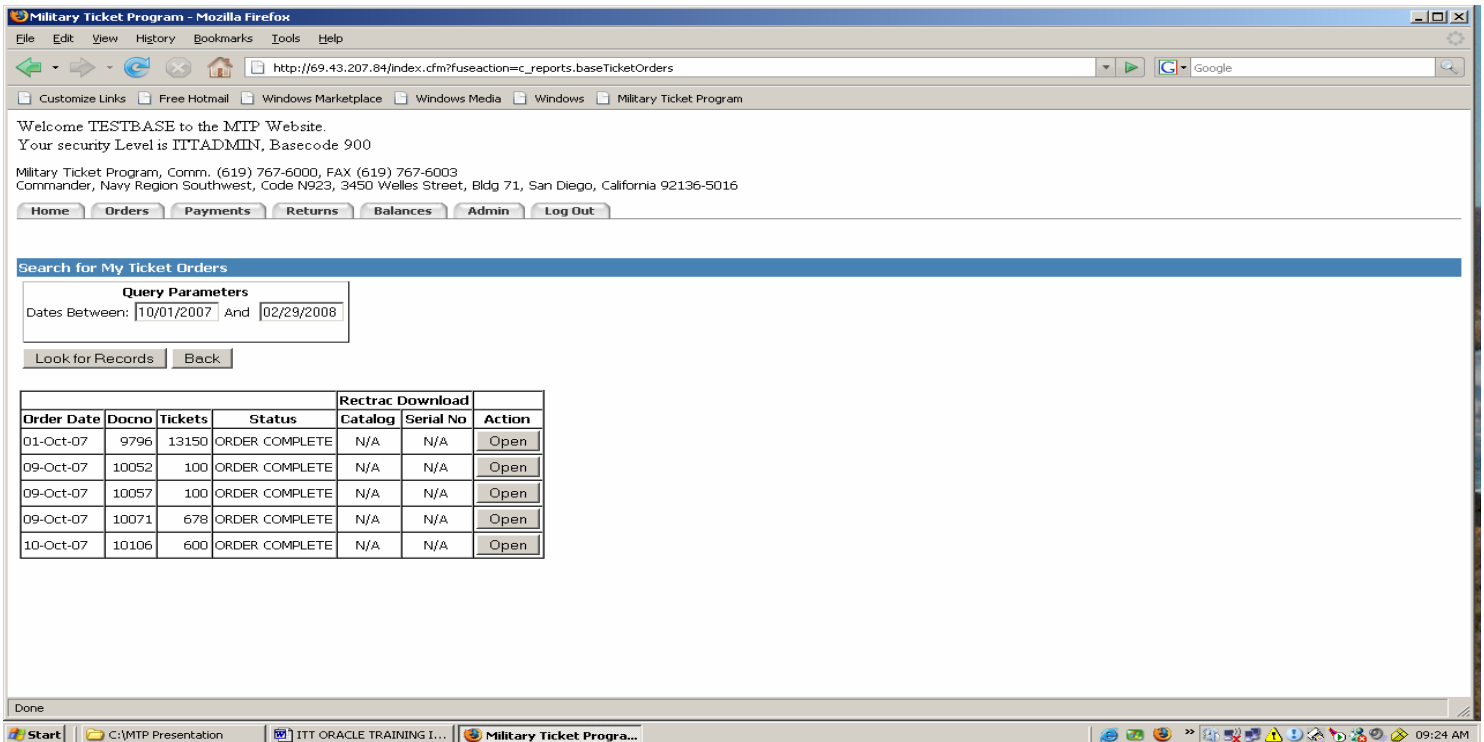 Military Ticket Program - Mozilla Firefox
File Edit View History Bookmarks Tools Help
http://69.43.207.84/index.cfm?fuseaction=c_reports.baseTicketOrders
G Google
Customize Links Free Hotmail Windows Marketplace Windows Media Windows Military Ticket Program
Welcome TESTBASE to the MTP Website.
Your security Level is ITTADMIN, Basecode 900
Military Ticket Program, Comm. (619) 767-6000, FAX (619) 767-6003
Commander, Navy Region Southwest, Code N923, 3450 Welles Street, Bldg 71, San Diego, California 92136-5016
Home Orders Payments Returns Balances Admin Log Out
Search for My Ticket Orders
Query Parameters
Dates Between: 10/01/2007 And 02/29/2008
Look for Records Back
Rectrac Download
Order Date Docno Tickets Status Catalog Serial No Action
01-Oct-07 9796 13150 ORDER COMPLETE N/A N/A Open
09-Oct-07 10052 100 ORDER COMPLETE N/A N/A Open
09-Oct-07 10057 100 ORDER COMPLETE N/A N/A Open
09-Oct-07 10071 678 ORDER COMPLETE N/A N/A Open
10-Oct-07 10106 600 ORDER COMPLETE N/A N/A Open
Done
Start C:\MTP Presentation ITT ORACLE TRAINING I... Military Ticket Progra... » 09:24 AM